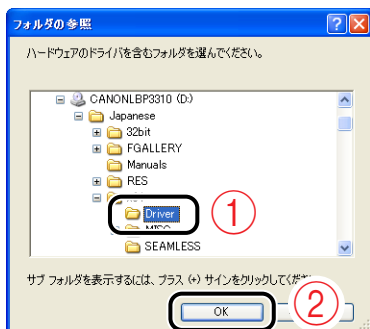 フォルダの参照
ハードウェアのドライバを含むフォルダを選んでください。
CANONLBP3310 (D:)
Japanese
32bit
FGALLERY
Manuals
RES
Driver
①
MISC
SEAMLESS
サブ フォルダを表示するには、プラス (+) サインをクリックしてくだ
OK
②